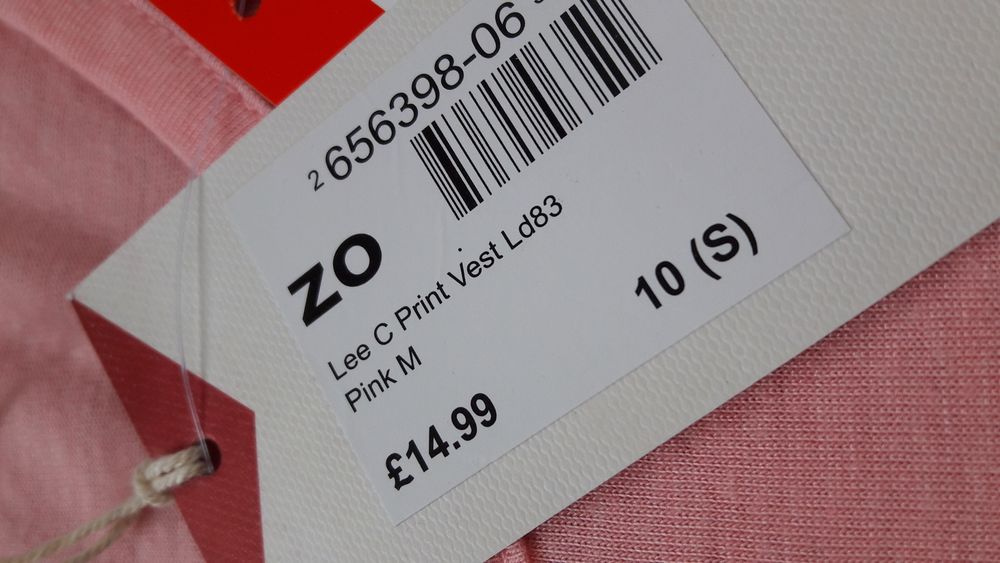 2 656398-06
ZO
Lee C Print Vest Ld83
Pink M
10 (S)
£14.99